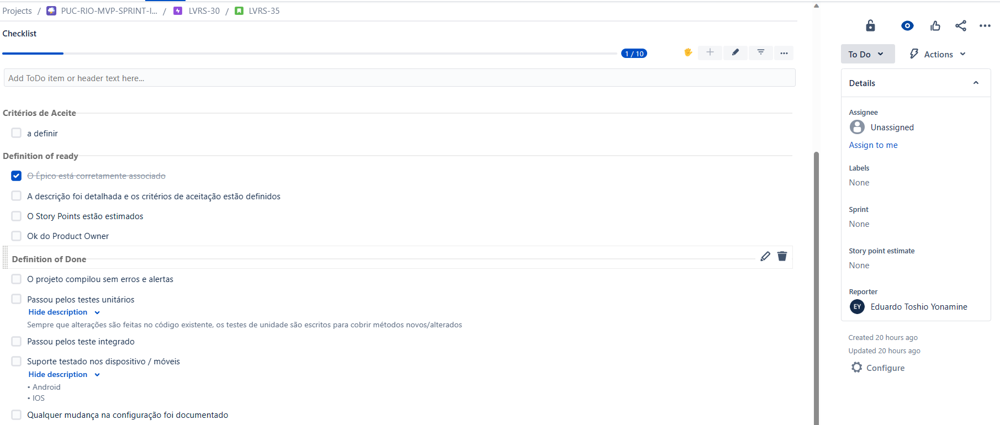 Projects / PUC-RIO-MVP-SPRINT-I... / LVRS-30 / LVRS-35
Checklist
1 / 10
Add ToDo item or header text here...
Critérios de Aceite
a definir
Definition of ready
O Épico está corretamente associado
A descrição foi detalhada e os critérios de aceitação estão definidos
O Story Points estão estimados
Ok do Product Owner
Definition of Done
O projeto compilou sem erros e alertas
Passou pelos testes unitários
Hide description
Sempre que alterações são feitas no código existente, os testes de unidade são escritos para cobrir métodos novos/alterados
Passou pelos teste integrado
Suporte testado nos dispositivo / móveis
Hide description
• Android
• IOS
Qualquer mudança na configuração foi documentado
To Do
Actions
Details
Assignee
Unassigned
Assign to me
Labels
None
Sprint
None
Story point estimate
None
Reporter
EY Eduardo Toshio Yonamine
Created 20 hours ago
Updated 20 hours ago
Configure